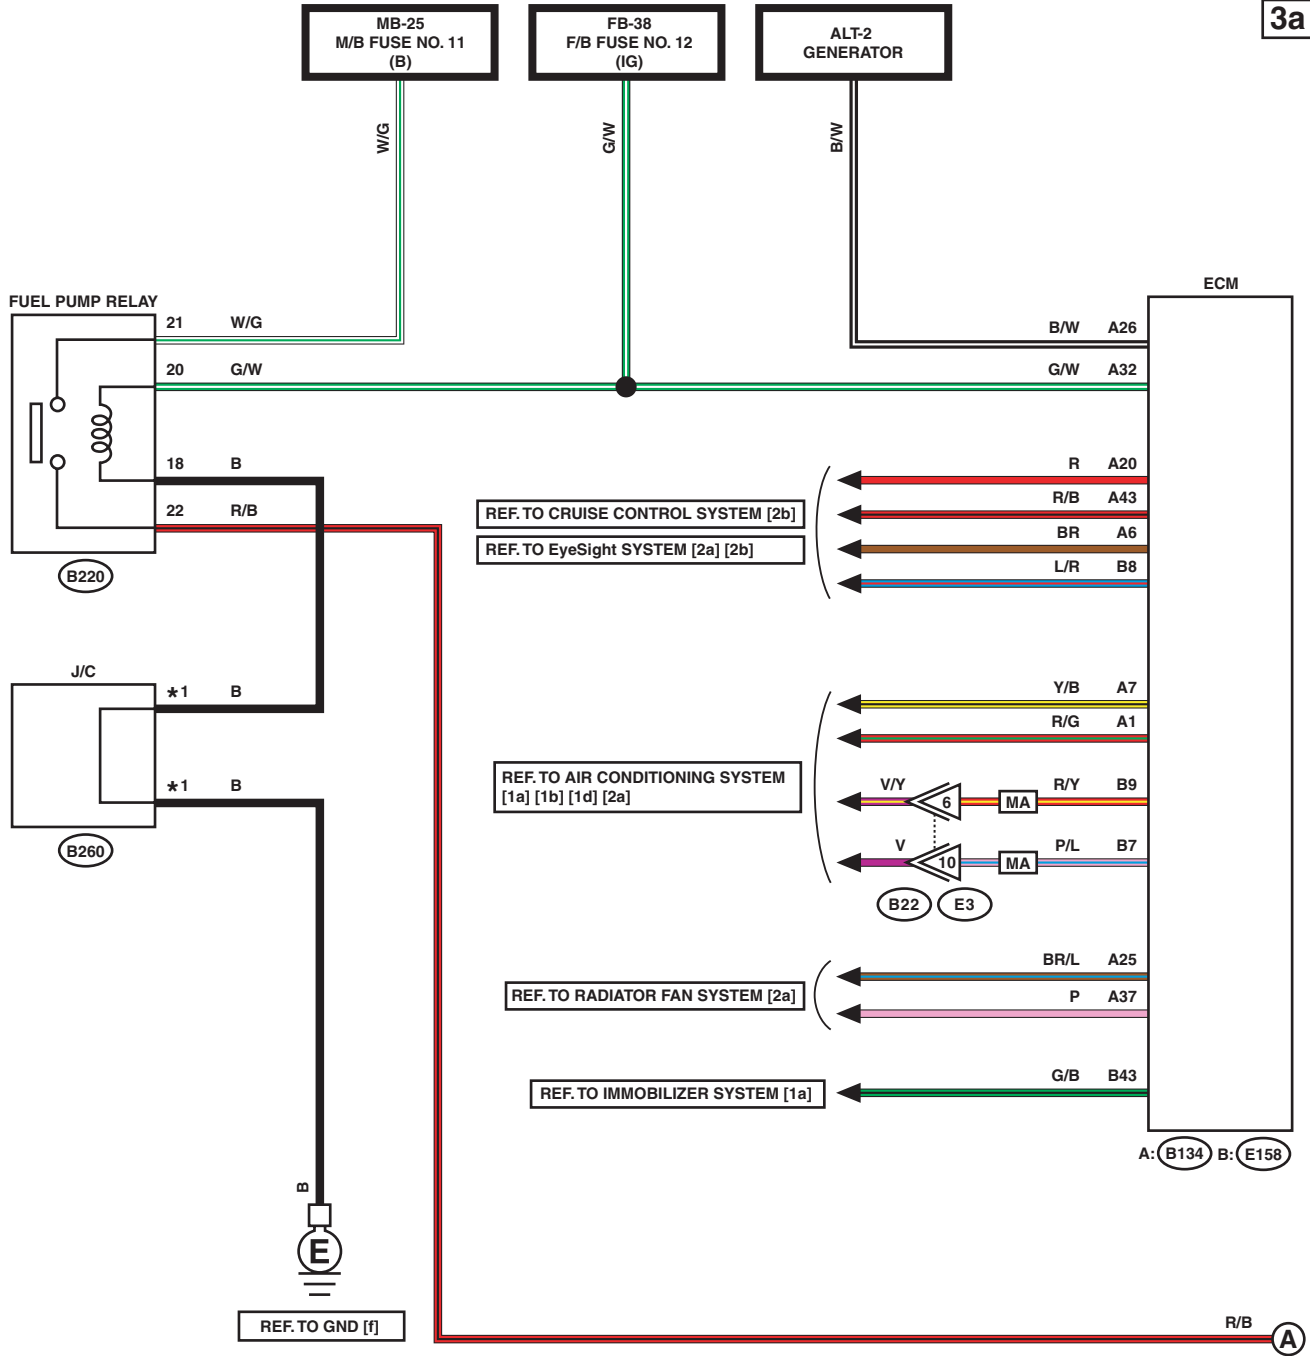 3a
MB-25
M/B FUSE NO. 11
(B)
FB-38
F/B FUSE NO. 12
(IG)
ALT-2
GENERATOR
W/G
G/W
B/W
ECM
FUEL PUMP RELAY
21 W/G
B/W A26
20 G/W
G/W A32
18 B
R A20
22 R/B
R/B A43
REF. TO CRUISE CONTROL SYSTEM [2b]
BR A6
REF. TO EyeSight SYSTEM [2a] [2b]
L/R B8
B220
J/C
*1 B
Y/B A7
R/G A1
REF. TO AIR CONDITIONING SYSTEM
[1a] [1b] [1d] [2a]
*1 B
V/Y 6 MA R/Y B9
V 10 MA P/L B7
B260
B22 E3
BR/L A25
REF. TO RADIATOR FAN SYSTEM [2a]
P A37
G/B B43
REF. TO IMMOBILIZER SYSTEM [1a]
A: B134 B: E158
B
E
REF. TO GND [f]
R/B
A